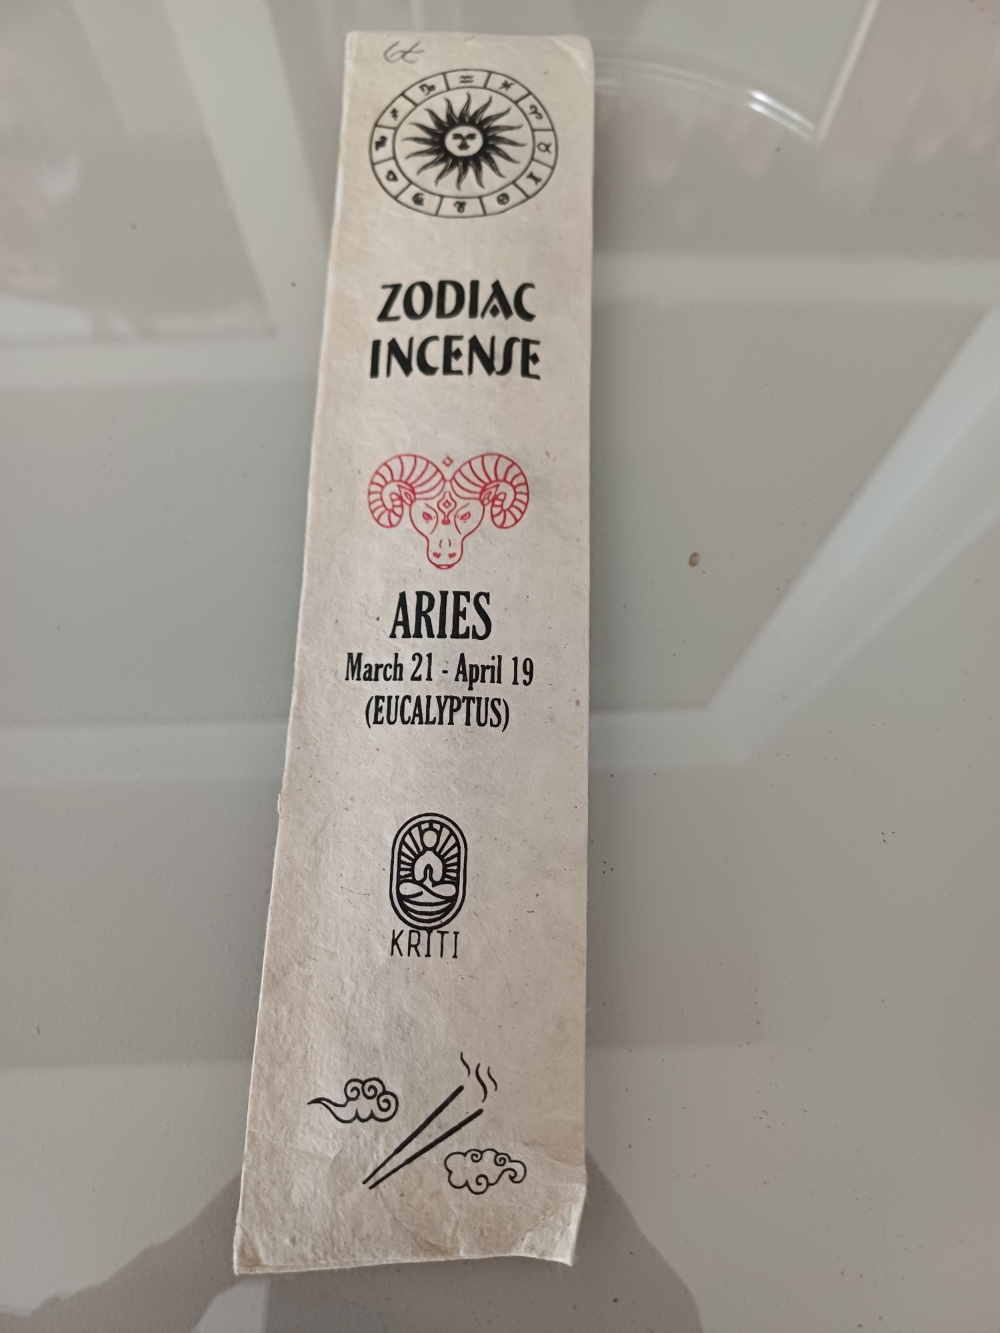 ZODIAC
INCENSE
ARIES
March 21 - April 19
(EUCALYPTUS)
KRITI